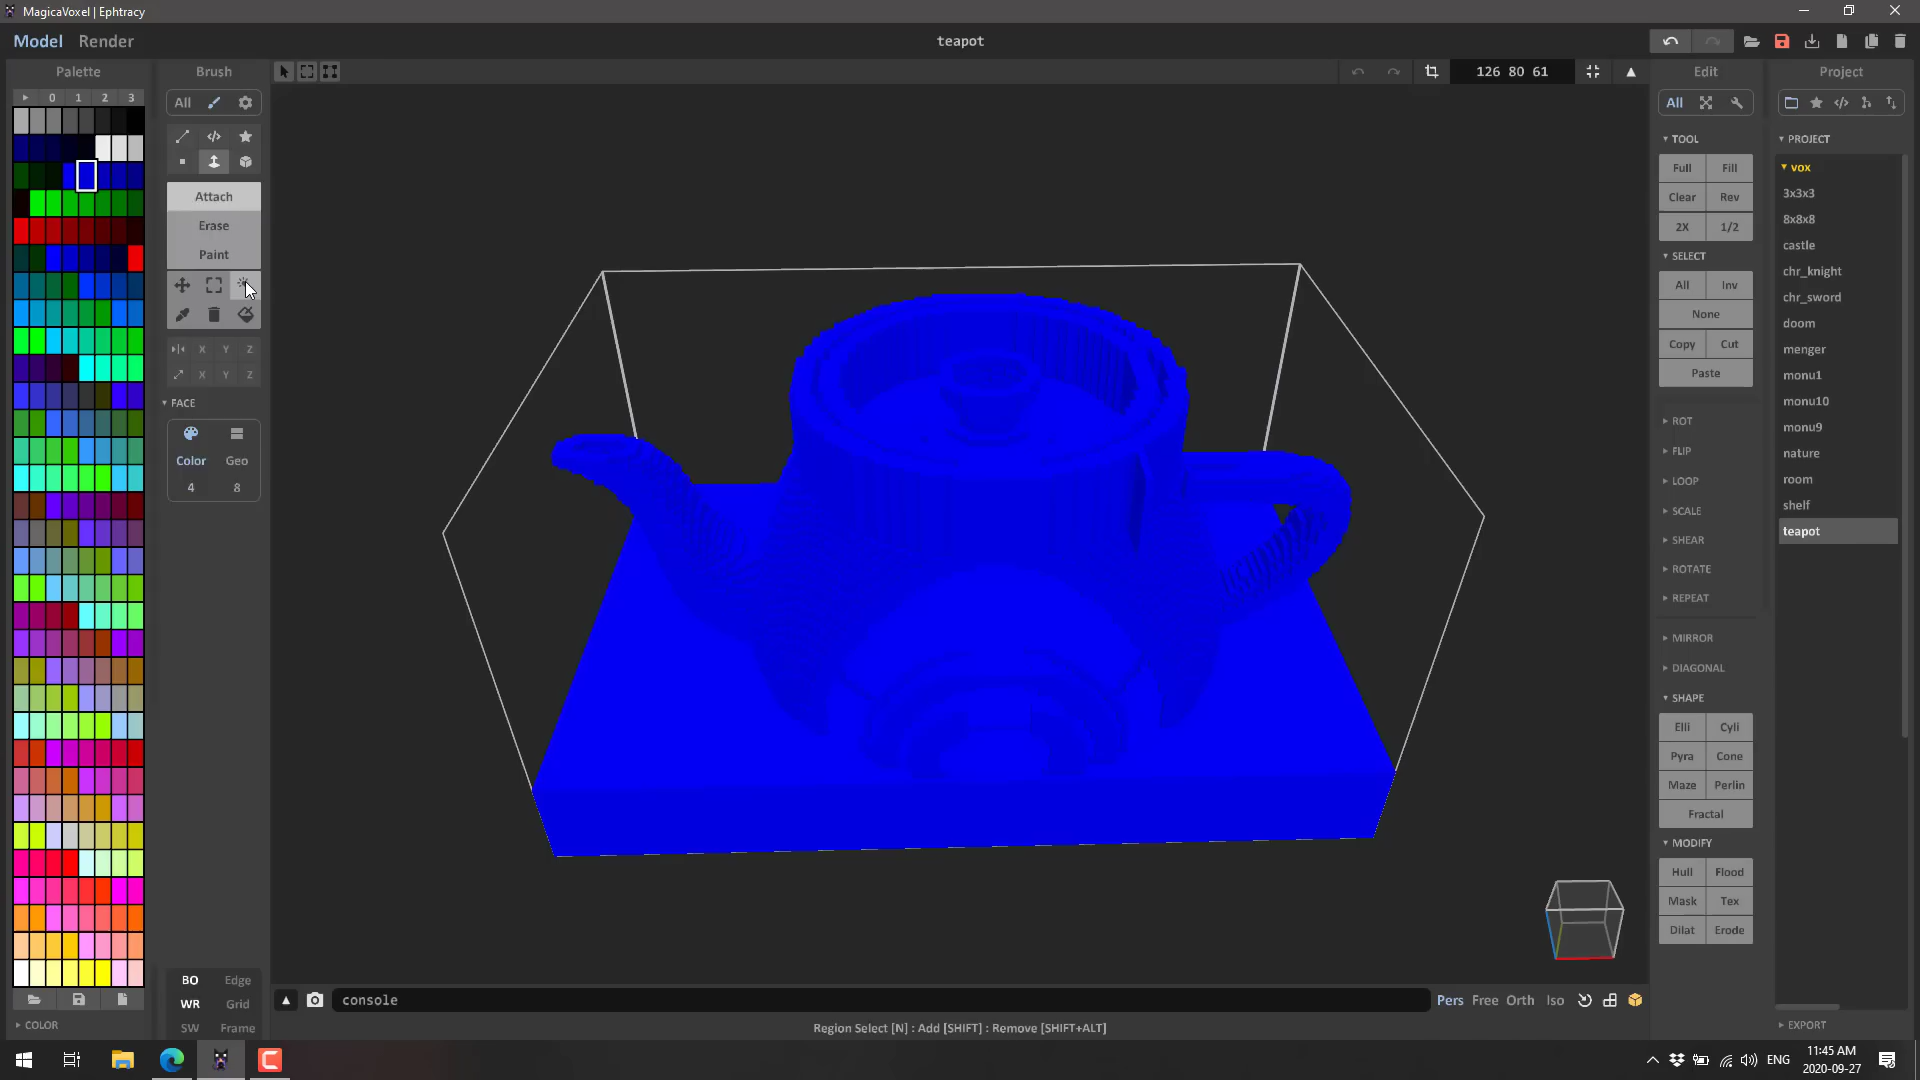 MagicaVoxel | Ephtracy
Model Render
teapot
Palette
0 1 2 3
COLOR
Brush
All
Attach
Erase
Paint
X Y Z
X Y Z
FACE
Color Geo
4 8
BO Edge
WR Grid
SW Frame
126 80 61
console
Pers Free Orth Iso
Region Select [N] : Add [SHIFT] : Remove [SHIFT+ALT]
Edit
All
TOOL
Full Fill
Clear Rev
2X 1/2
SELECT
All Inv
None
Copy Cut
Paste
ROT
FLIP
LOOP
SCALE
SHEAR
ROTATE
REPEAT
MIRROR
DIAGONAL
SHAPE
Elli Cyli
Pyra Cone
Maze Perlin
Fractal
MODIFY
Hull Flood
Mask Tex
Dilat Erode
Project
PROJECT
vox
3x3x3
8x8x8
castle
chr_knight
chr_sword
doom
menger
monu1
monu10
monu9
nature
room
shelf
teapot
EXPORT
ENG
11:45 AM
2020-09-27